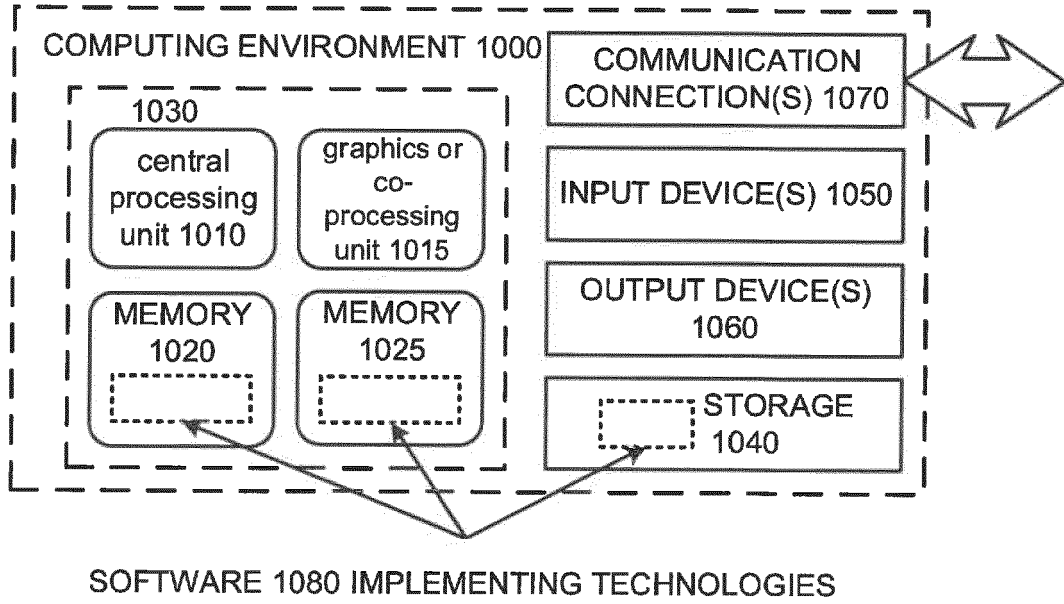 COMPUTING ENVIRONMENT 1000
1030
central
processing
unit 1010
graphics or
co-
processing
unit 1015
MEMORY
1020
MEMORY
1025
COMMUNICATION
CONNECTION(S) 1070
INPUT DEVICE(S) 1050
OUTPUT DEVICE(S)
1060
STORAGE
1040
SOFTWARE 1080 IMPLEMENTING TECHNOLOGIES